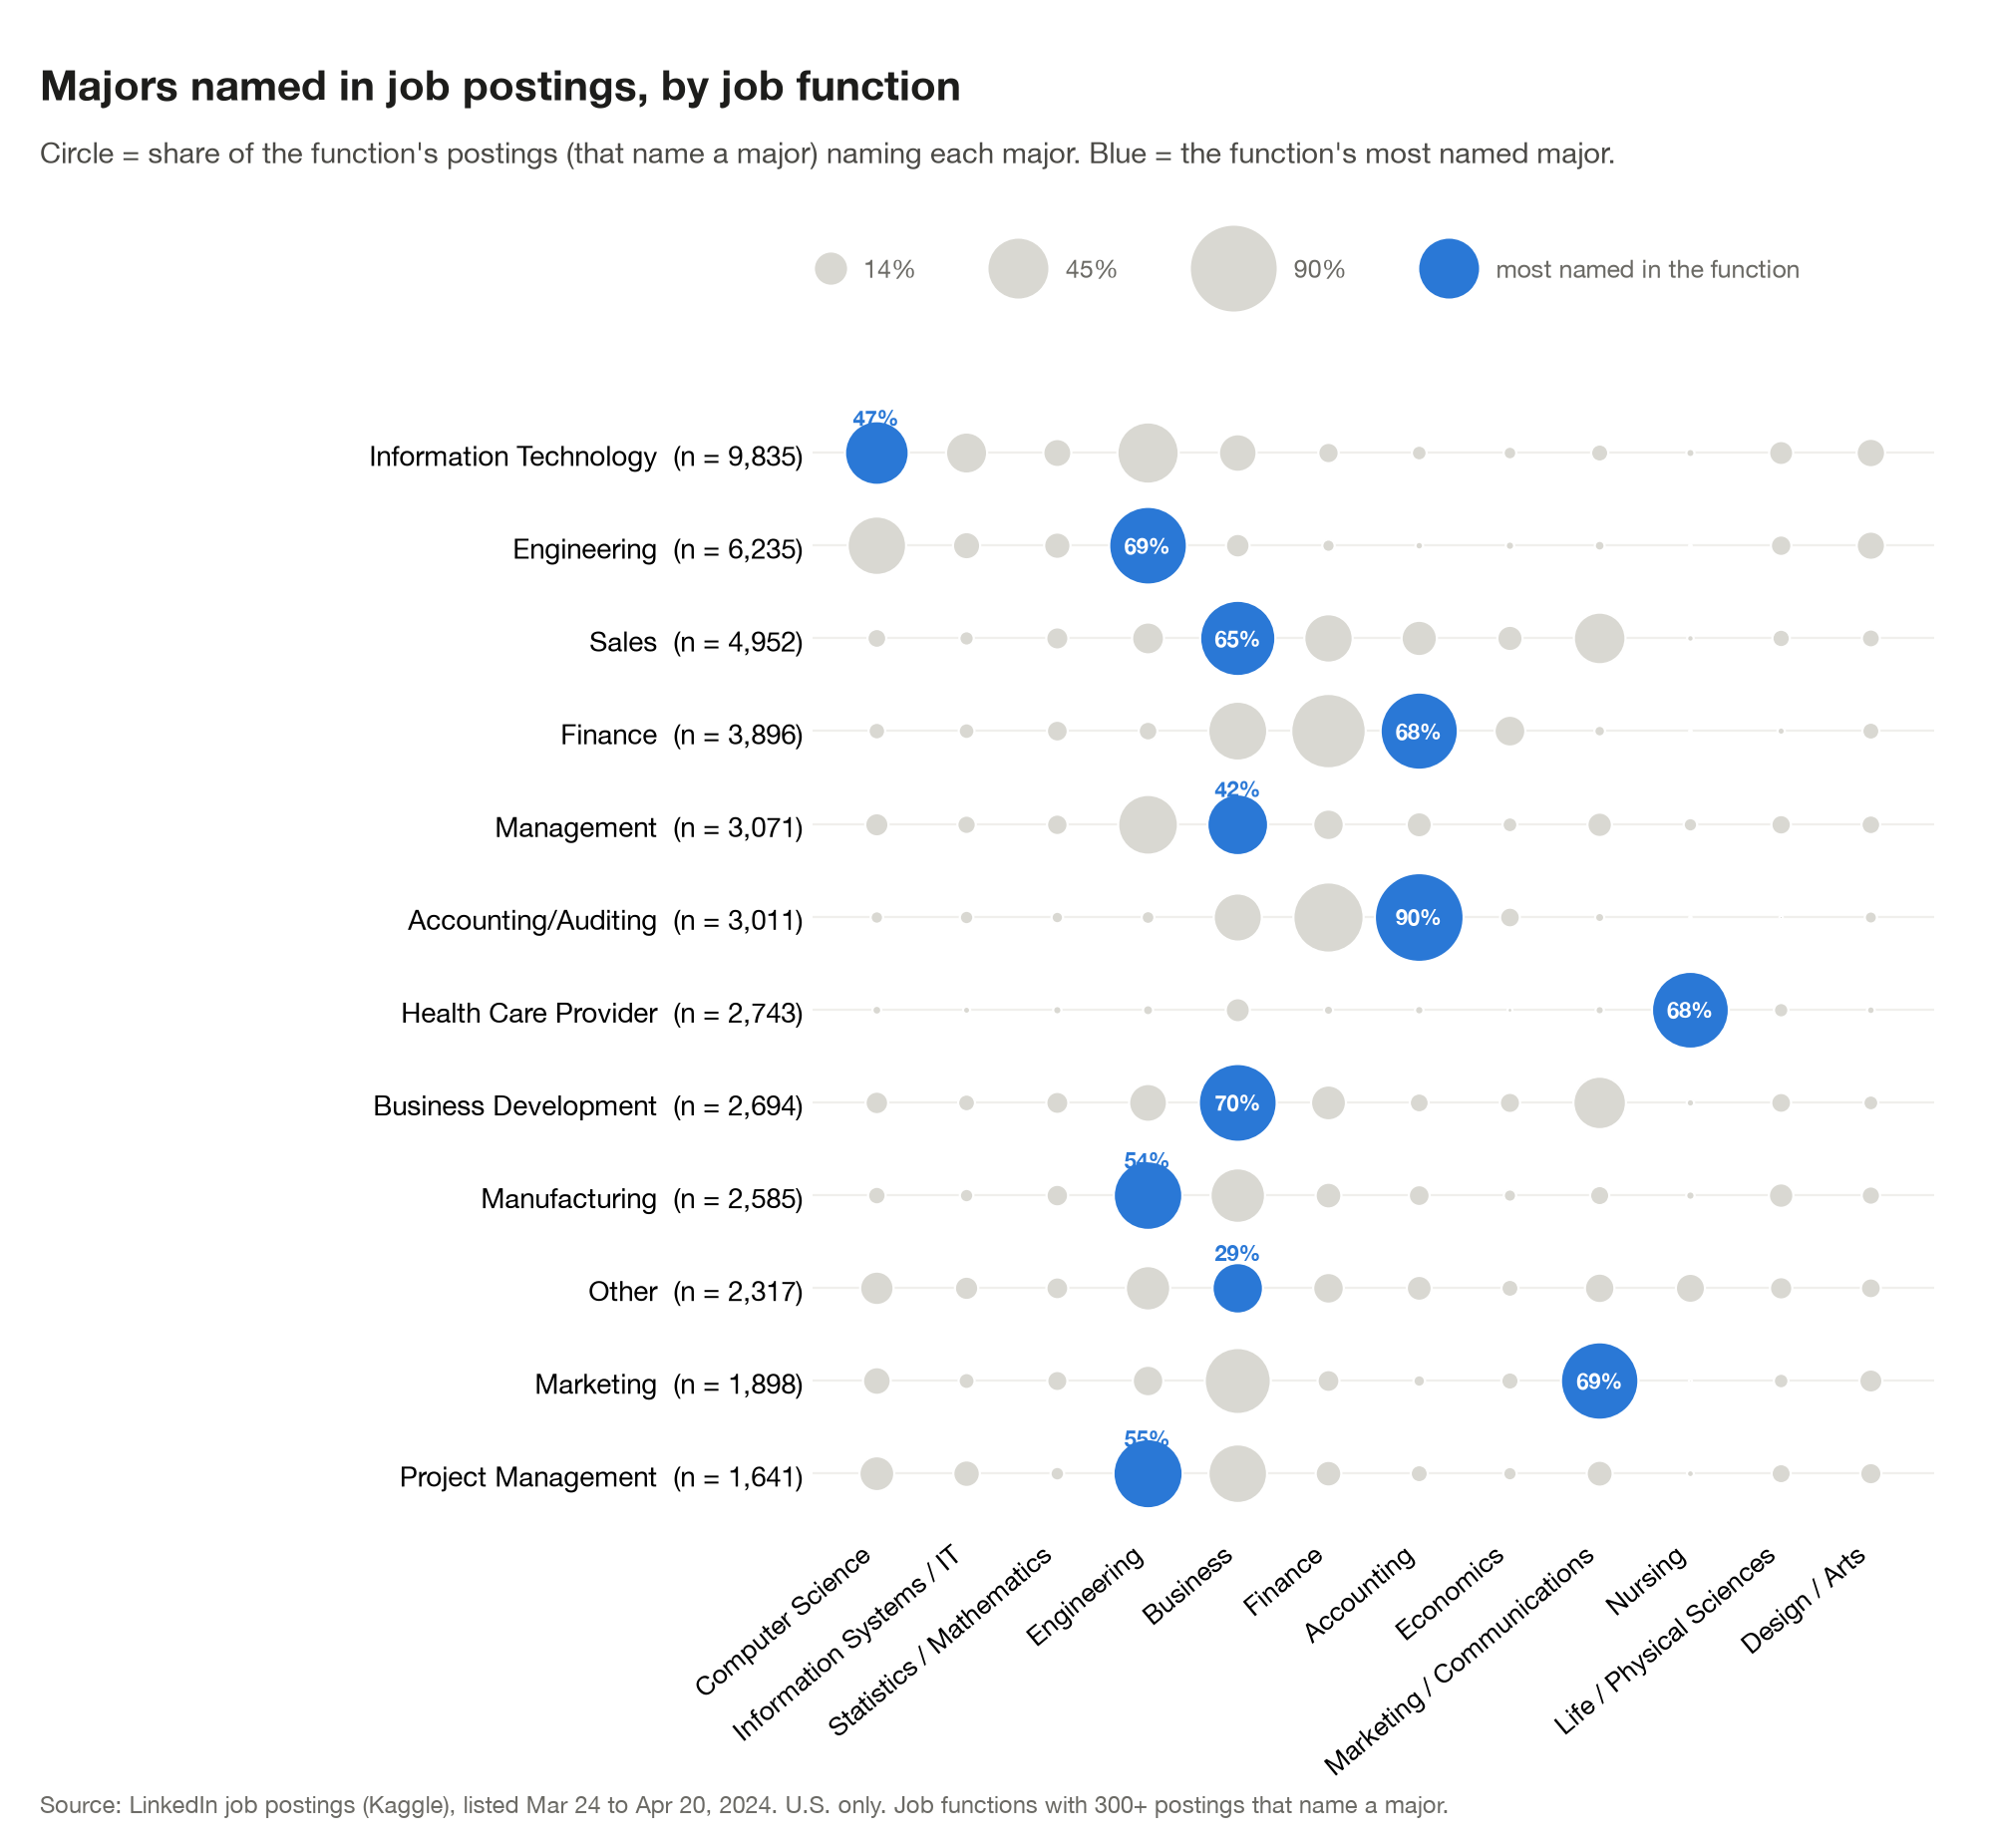 Majors named in job postings, by job function
Circle = share of the function's postings (that name a major) naming each major. Blue = the function's most named major.
14% 45% 90% most named in the function
47%
Information Technology (n = 9,835)
Engineering (n = 6,235) 69%
Sales (n = 4,952) 65%
Finance (n = 3,896) 68%
42%
Management (n = 3,071)
Accounting/Auditing (n = 3,011) 90%
Health Care Provider (n = 2,743) 68%
Business Development (n = 2,694) 70%
54%
Manufacturing (n = 2,585)
29%
Other (n = 2,317)
Marketing (n = 1,898) 69%
55%
Project Management (n = 1,641)
Computer Science
Information Systems / IT
Statistics / Mathematics
Engineering
Business
Finance
Accounting
Economics
Marketing / Communications
Nursing
Life / Physical Sciences
Design / Arts
Source: LinkedIn job postings (Kaggle), listed Mar 24 to Apr 20, 2024. U.S. only. Job functions with 300+ postings that name a major.